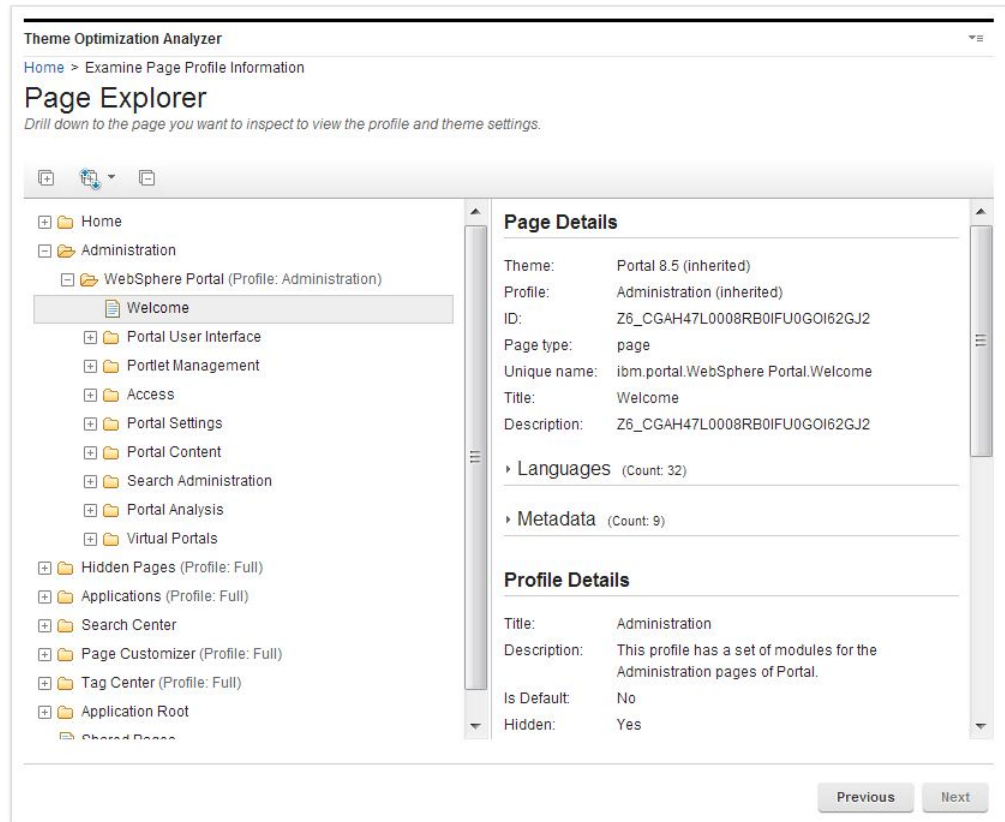 Theme Optimization Analyzer
Home > Examine Page Profile Information
Page Explorer
Drill down to the page you want to inspect to view the profile and theme settings.
Home
Administration
WebSphere Portal (Profile: Administration)
Welcome
Portal User Interface
Portlet Management
Access
Portal Settings
Portal Content
Search Administration
Portal Analysis
Virtual Portals
Hidden Pages (Profile: Full)
Applications (Profile: Full)
Search Center
Page Customizer (Profile: Full)
Tag Center (Profile: Full)
Application Root
Shared Pages
Page Details
Theme: Portal 8.5 (inherited)
Profile: Administration (inherited)
ID: Z6_CGAH47L0008RB0IFU0GOI62GJ2
Page type: page
Unique name: ibm.portal.WebSphere Portal.Welcome
Title: Welcome
Description: Z6_CGAH47L0008RB0IFU0GOI62GJ2
Languages (Count: 32)
Metadata (Count: 9)
Profile Details
Title: Administration
Description: This profile has a set of modules for the
Administration pages of Portal.
Is Default: No
Hidden: Yes
Previous Next